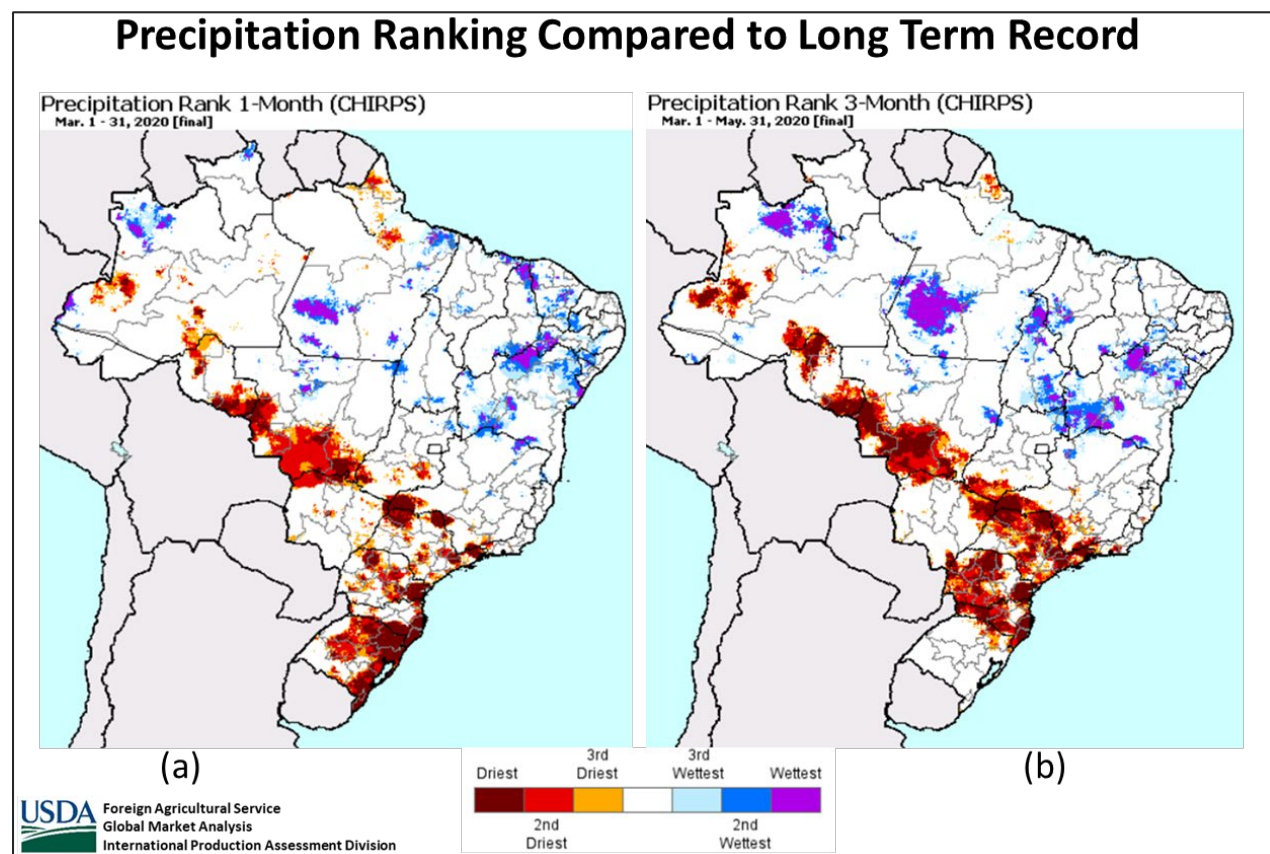 Precipitation Ranking Compared to Long Term Record
Precipitation Rank 1-Month (CHIRPS)
Mar. 1 - 31, 2020 [final]
Precipitation Rank 3-Month (CHIRPS)
Mar. 1 - May. 31, 2020 [final]
(a)
(b)
Driest
3rd
Driest
3rd
Wettest
Wettest
2nd
Driest
2nd
Wettest
USDA
Foreign Agricultural Service
Global Market Analysis
International Production Assessment Division